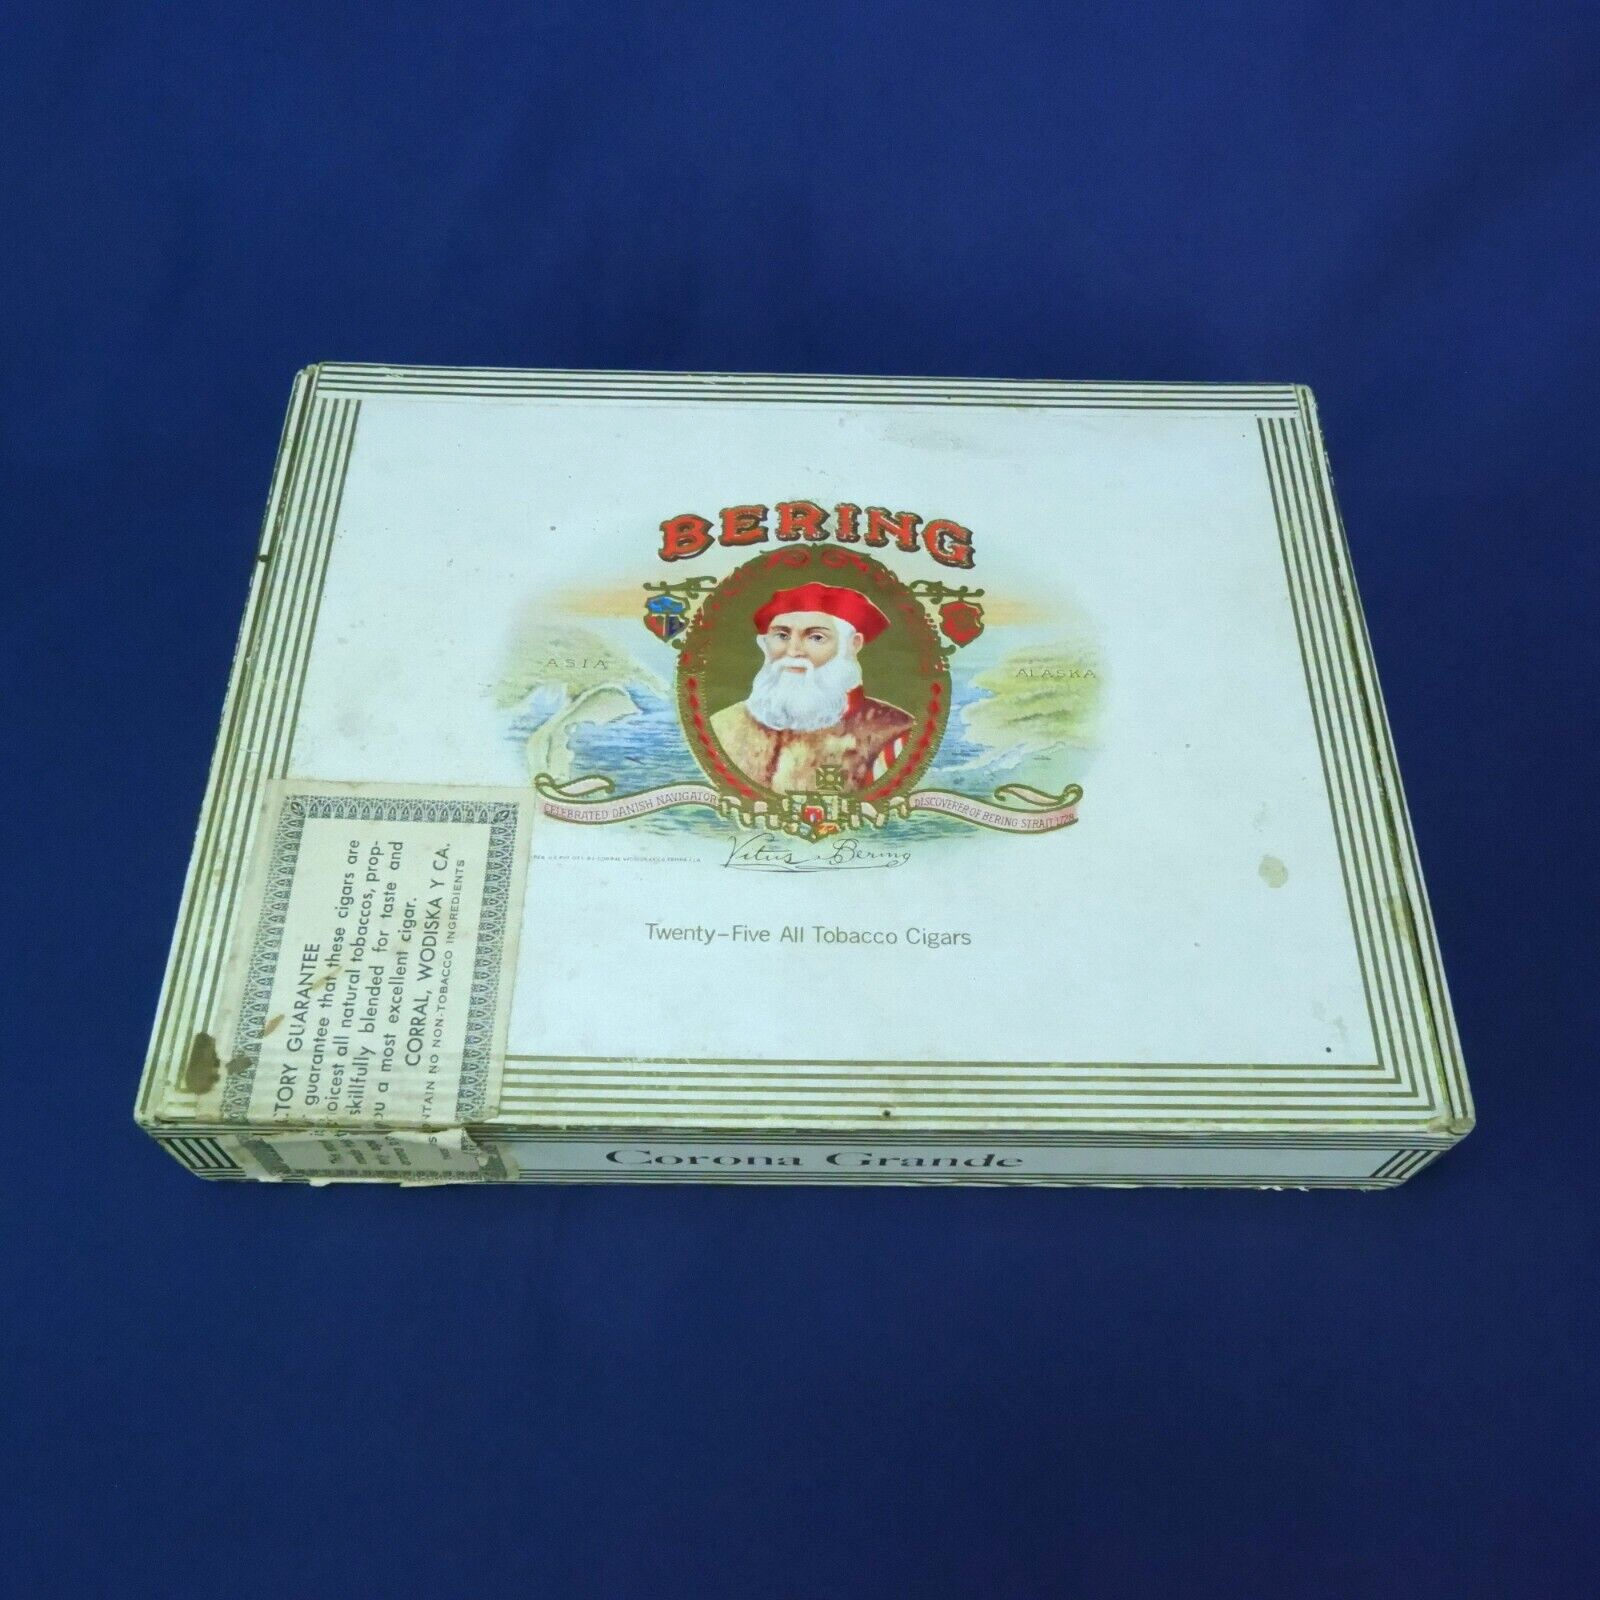 BERING
ASIA
ALASKA
CELEBRATED DANISH NAVIGATOR
DISCOVERER OF BERING STRAIT 1728
Vitus Bering
Twenty-Five All Tobacco Cigars
TORY GUARANTEE
guarantee that these cigars are
oicest all natural tobaccos, prop-
skillfully blended for taste and
ou a most excellent cigar.
CORRAL, WODISKA Y CA.
NTAIN NO NON-TOBACCO INGREDIENTS
Corona Grande